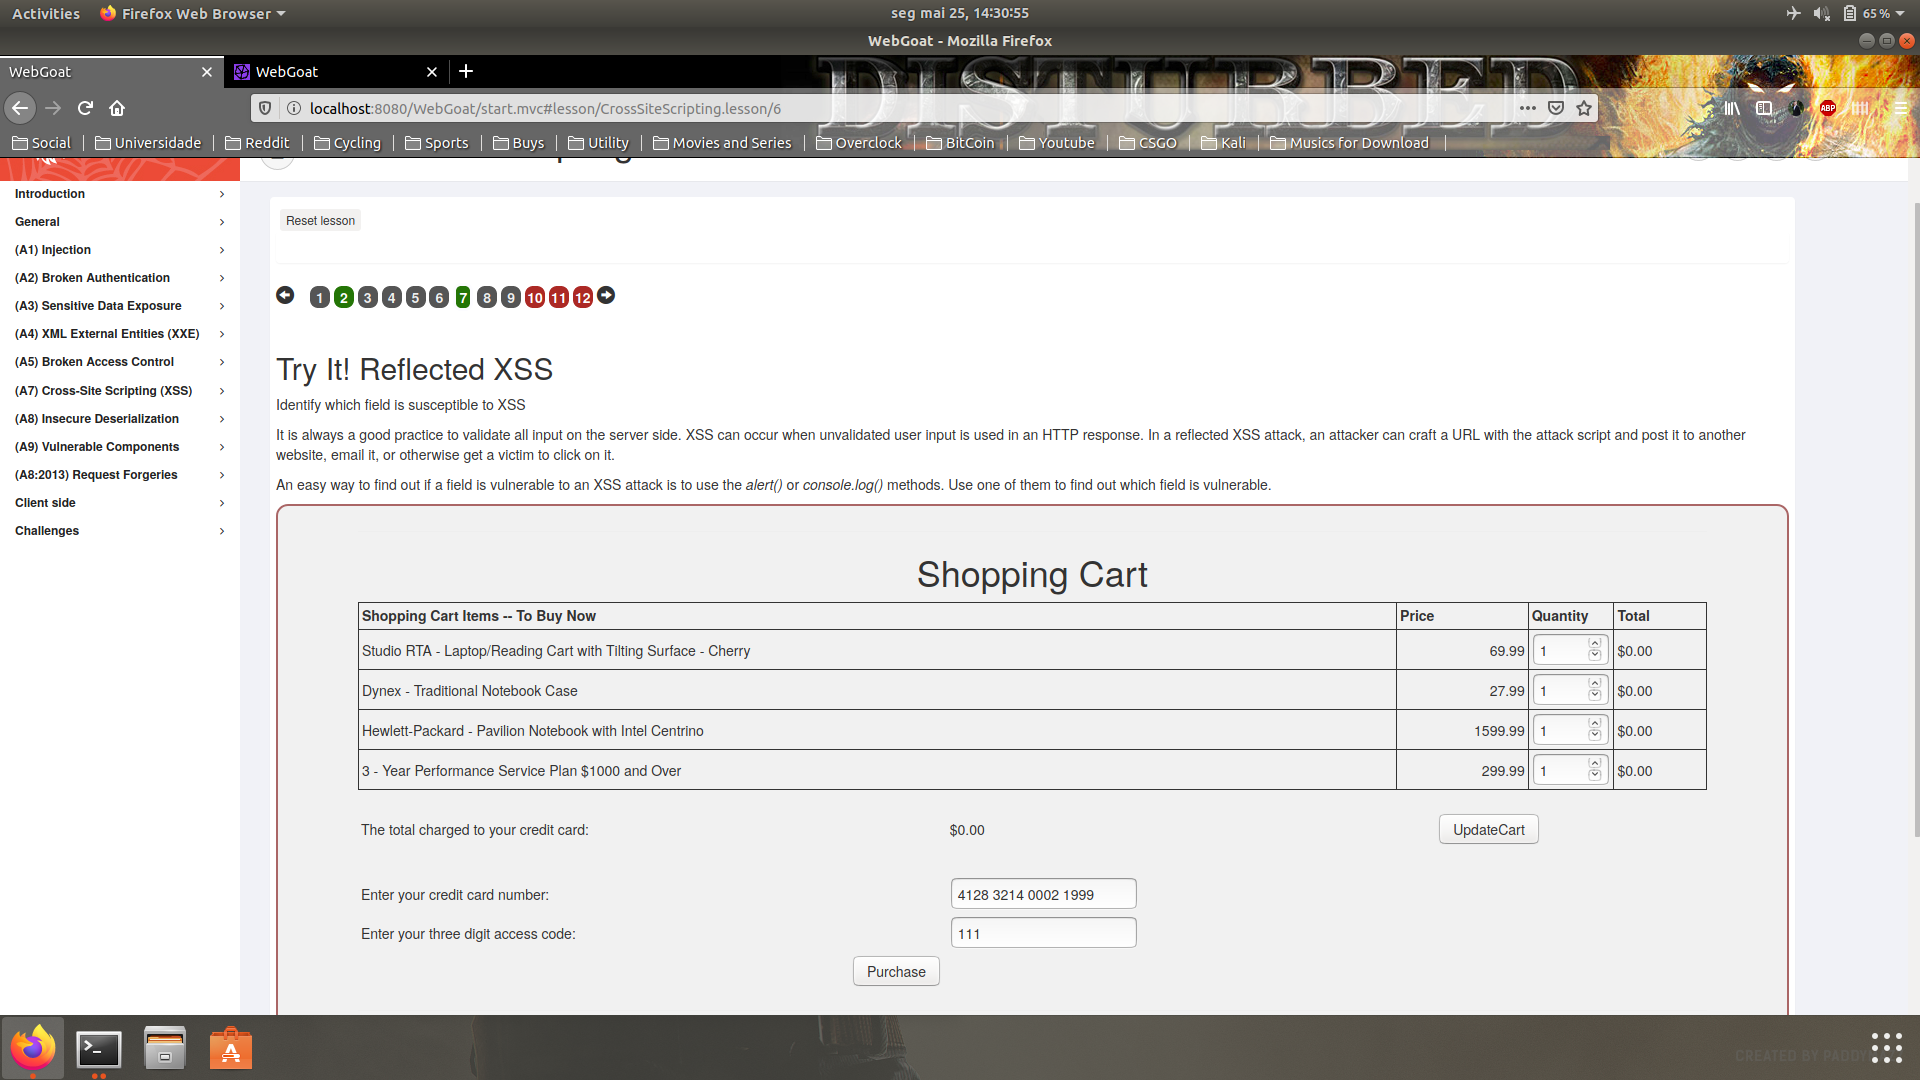 Activities Firefox Web Browser seg mai 25, 14:30:55 65 %
WebGoat - Mozilla Firefox
WebGoat WebGoat
DISTURBED
localhost:8080/WebGoat/start.mvc#lesson/CrossSiteScripting.lesson/6 ABP
Social Universidade Reddit Cycling Sports Buys Utility Movies and Series Overclock BitCoin Youtube CSGO Kali Musics for Download
Introduction
General
(A1) Injection
(A2) Broken Authentication
(A3) Sensitive Data Exposure
(A4) XML External Entities (XXE)
(A5) Broken Access Control
(A7) Cross-Site Scripting (XSS)
(A8) Insecure Deserialization
(A9) Vulnerable Components
(A8:2013) Request Forgeries
Client side
Challenges
Reset lesson
1 2 3 4 5 6 7 8 9 10 11 12
Try It! Reflected XSS
Identify which field is susceptible to XSS
It is always a good practice to validate all input on the server side. XSS can occur when unvalidated user input is used in an HTTP response. In a reflected XSS attack, an attacker can craft a URL with the attack script and post it to another
website, email it, or otherwise get a victim to click on it.
An easy way to find out if a field is vulnerable to an XSS attack is to use the alert() or console.log() methods. Use one of them to find out which field is vulnerable.
Shopping Cart
Shopping Cart Items -- To Buy Now Price Quantity Total
Studio RTA - Laptop/Reading Cart with Tilting Surface - Cherry 69.99 1 $0.00
Dynex - Traditional Notebook Case 27.99 1 $0.00
Hewlett-Packard - Pavilion Notebook with Intel Centrino 1599.99 1 $0.00
3 - Year Performance Service Plan $1000 and Over 299.99 1 $0.00
The total charged to your credit card: $0.00 UpdateCart
Enter your credit card number: 4128 3214 0002 1999
Enter your three digit access code: 111
Purchase
CREATED BY